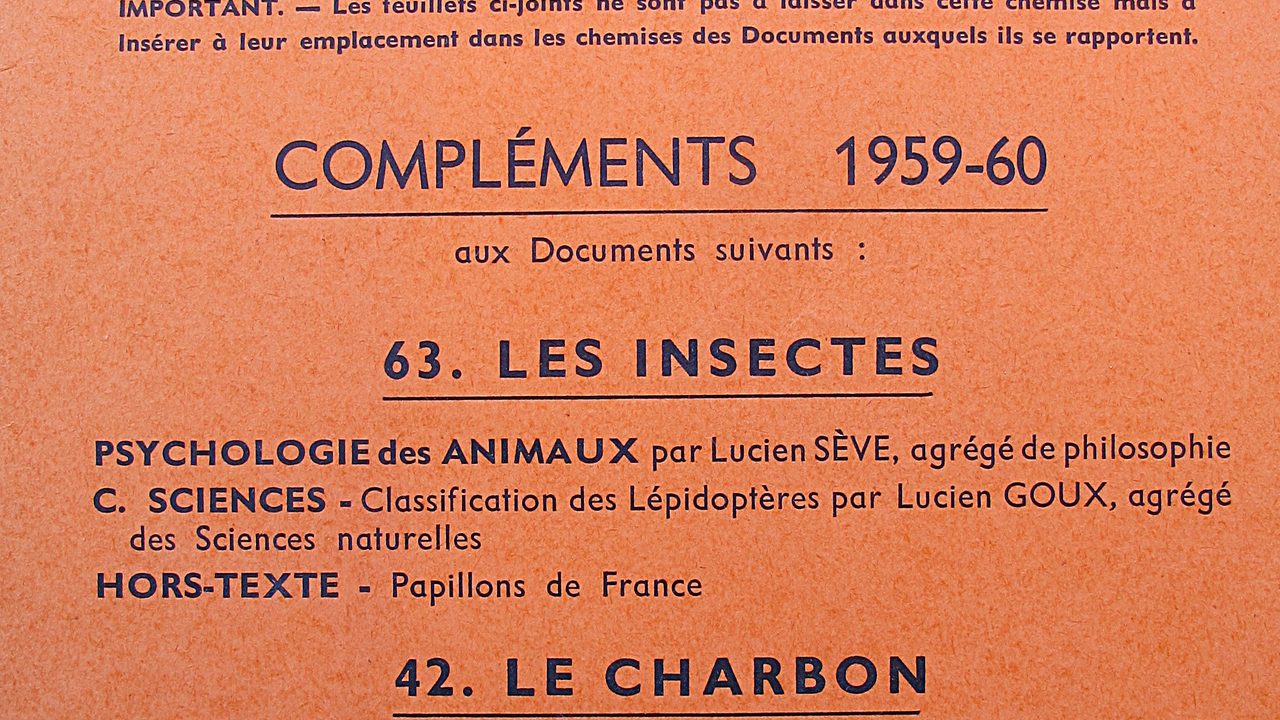 IMPORTANT. — Les feuillets ci-joints ne sont pas à laisser dans cette chemise mais à
Insérer à leur emplacement dans les chemises des Documents auxquels ils se rapportent.
COMPLÉMENTS 1959-60
aux Documents suivants :
63. LES INSECTES
PSYCHOLOGIE des ANIMAUX par Lucien SÈVE, agrégé de philosophie
C. SCIENCES - Classification des Lépidoptères par Lucien GOUX, agrégé
des Sciences naturelles
HORS-TEXTE - Papillons de France
42. LE CHARBON